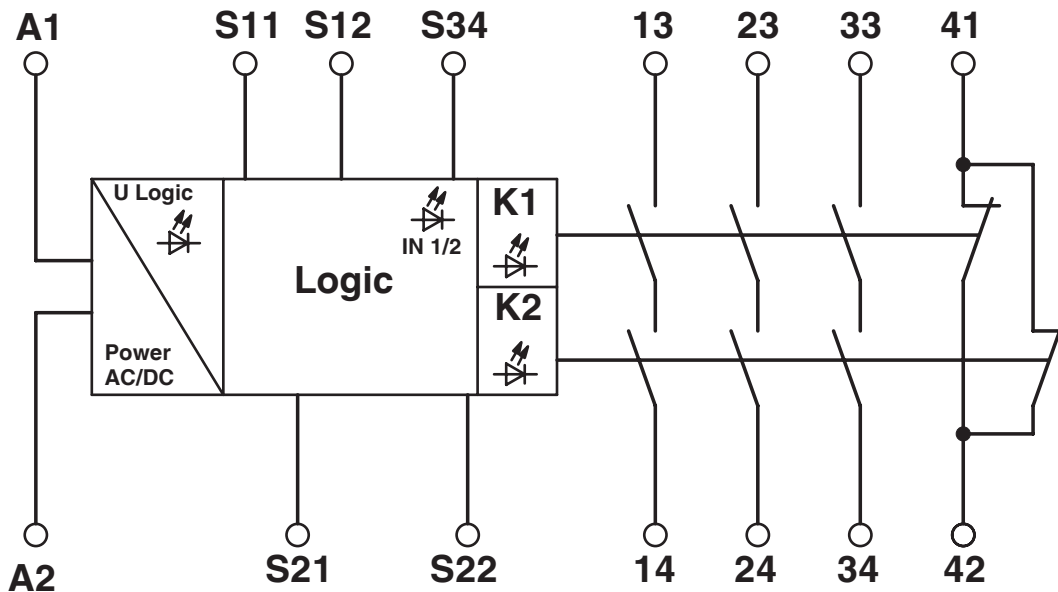 A1
S11
S12
S34
13
23
33
41
U Logic
K1
IN 1/2
Logic
K2
Power
AC/DC
A2
S21
S22
14
24
34
42